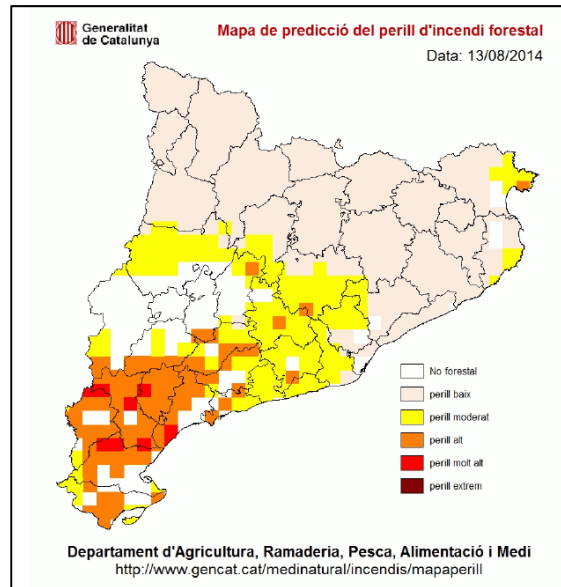 Generalitat
de Catalunya
Mapa de predicció del perill d'incendi forestal
Data: 13/08/2014
No forestal
perill baix
perill moderat
perill alt
perill molt alt
perill extrem
Departament d'Agricultura, Ramaderia, Pesca, Alimentació i Medi
http://www.gencat.cat/medinatural/incendis/mapaperill